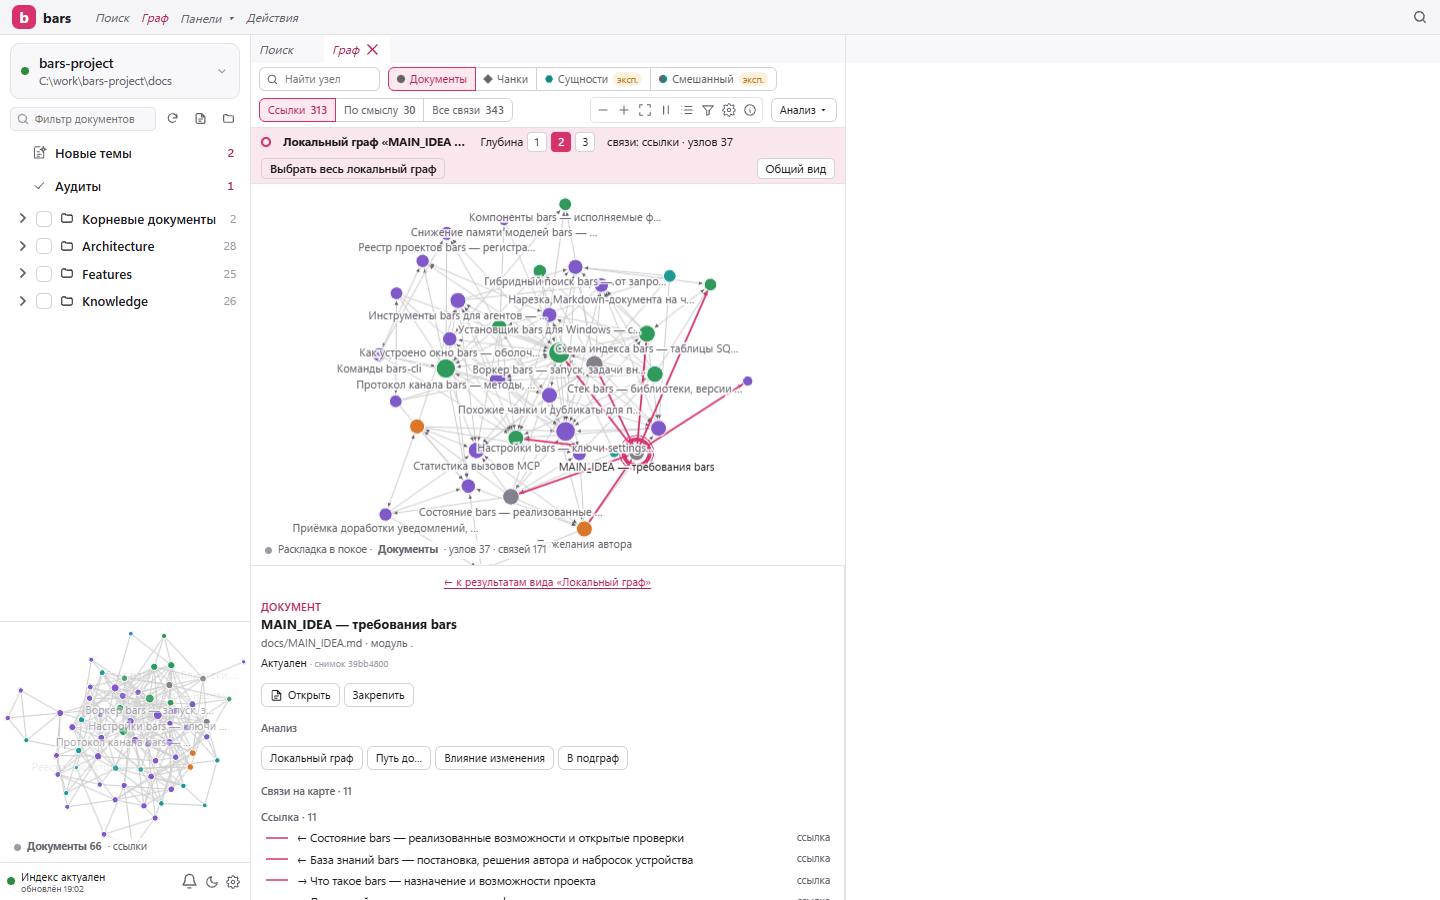 b bars Поиск Граф Панели Действия
bars-project
C:\work\bars-project\docs
Фильтр документов
Новые темы 2
Аудиты 1
Корневые документы 2
Architecture 28
Features 25
Knowledge 26
Воркер bars — запуск, з...
Настройки bars — ключи ...
Протокол канала bars — ...
Документы 66 · ссылки
Индекс актуален
обновлён 19:02
Поиск Граф
Найти узел Документы Чанки Сущности эксп. Смешанный эксп.
Ссылки 313 По смыслу 30 Все связи 343 Анализ
Локальный граф «MAIN_IDEA ... Глубина 1 2 3 связи: ссылки · узлов 37
Выбрать весь локальный граф Общий вид
Компоненты bars — исполняемые ф...
Снижение памяти моделей bars — ...
Реестр проектов bars — регистра...
Гибридный поиск bars — от запро...
Нарезка Markdown-документа на ч...
Инструменты bars для агентов — ...
Установщик bars для Windows — с...
Как устроено окно bars — оболоч...
Схема индекса bars — таблицы SQ...
Команды bars-cli
Воркер bars — запуск, задачи вн...
Протокол канала bars — методы, ...
Стек bars — библиотеки, версии ...
Похожие чанки и дубликаты для п...
Настройки bars — ключи settings...
Статистика вызовов MCP
MAIN_IDEA — требования bars
Состояние bars — реализованные ...
Приёмка доработки уведомлений, ...
желания автора
Раскладка в покое · Документы · узлов 37 · связей 171
← к результатам вида «Локальный граф»
ДОКУМЕНТ
MAIN_IDEA — требования bars
docs/MAIN_IDEA.md · модуль .
Актуален · снимок 39bb4800
Открыть Закрепить
Анализ
Локальный граф Путь до... Влияние изменения В подграф
Связи на карте · 11
Ссылка · 11
← Состояние bars — реализованные возможности и открытые проверки ссылка
← База знаний bars — постановка, решения автора и набросок устройства ссылка
→ Что такое bars — назначение и возможности проекта ссылка